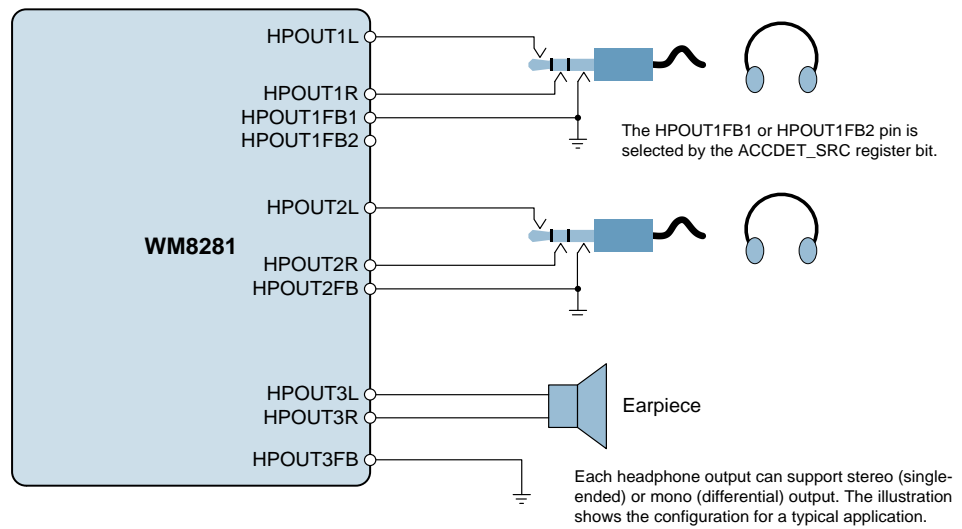 HPOUT1L
HPOUT1R
HPOUT1FB1
HPOUT1FB2
The HPOUT1FB1 or HPOUT1FB2 pin is
selected by the ACCDET_SRC register bit.
HPOUT2L
WM8281
HPOUT2R
HPOUT2FB
HPOUT3L
Earpiece
HPOUT3R
HPOUT3FB
Each headphone output can support stereo (single-
ended) or mono (differential) output. The illustration
shows the configuration for a typical application.